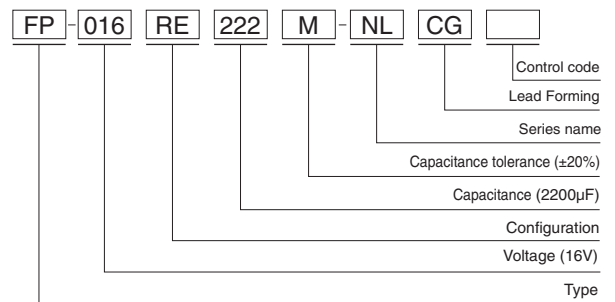 FP-016 RE 222 M-NL CG
Control code
Lead Forming
Series name
Capacitance tolerance (±20%)
Capacitance (2200µF)
Configuration
Voltage (16V)
Type